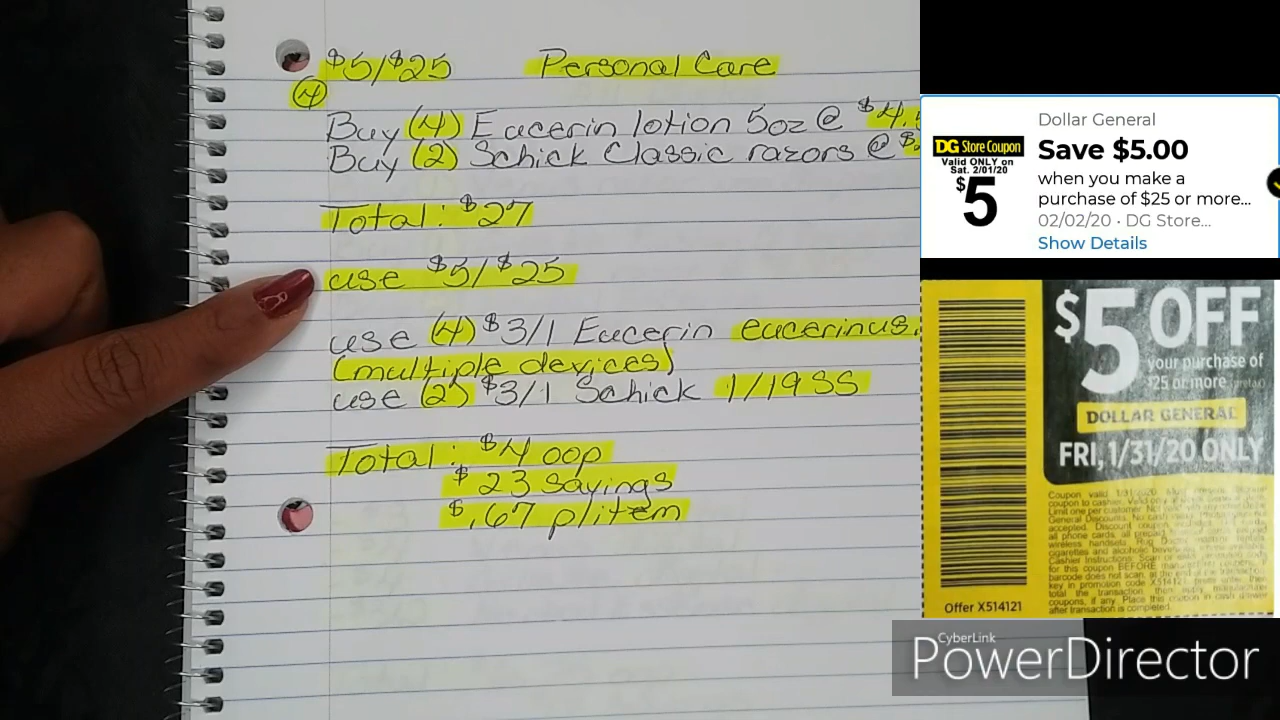 $5/$25 Personal Care
4
Buy (4) Eucerin lotion 5oz @ $4.
Buy (2) Schick Classic razors @ $
Total: $27
use $5/$25
use (4) $3/1 Eucerin eucerinus.
(multiple devices)
use (2) $3/1 Schick 1/19SS
Total: $4 oop
$23 savings
$.67 p/item
Dollar General
DG Store Coupon
Valid ONLY on
Sat. 2/01/20
$5
Save $5.00
when you make a
purchase of $25 or more...
02/02/20 · DG Store...
Show Details
$5 OFF
your purchase of
$25 or more (pretax)
DOLLAR GENERAL
FRI, 1/31/20 ONLY
Offer X514121
CyberLink
PowerDirector